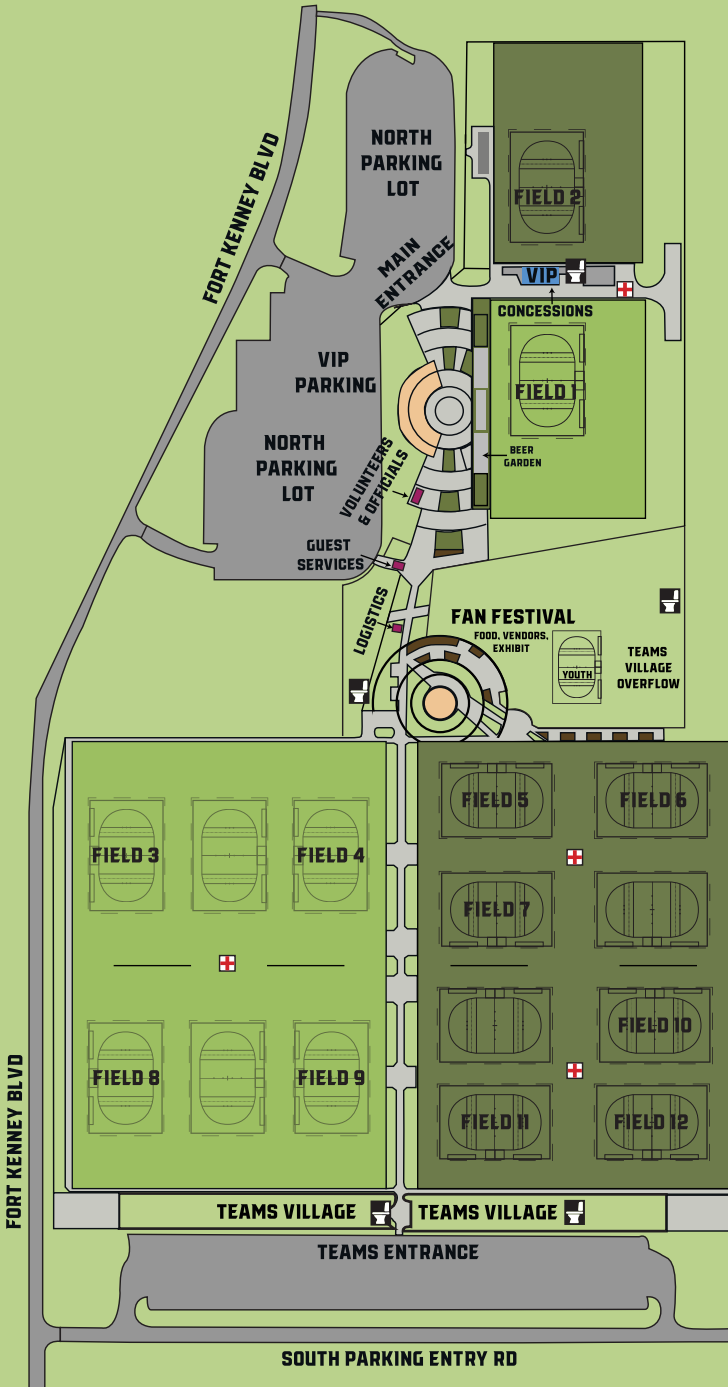 NORTH
PARKING
LOT
FORT KENNEY BLVD
FIELD 2
MAIN
ENTRANCE
VIP
CONCESSIONS
VIP
PARKING
FIELD 1
NORTH
PARKING
LOT
BEER
GARDEN
VOLUNTEERS
& OFFICIALS
GUEST
SERVICES
LOGISTICS
FAN FESTIVAL
FOOD, VENDORS,
EXHIBIT
YOUTH
TEAMS
VILLAGE
OVERFLOW
FIELD 5
FIELD 6
FIELD 3
FIELD 4
FIELD 7
FIELD 10
FIELD 8
FIELD 9
FIELD 11
FIELD 12
FORT KENNEY BLVD
TEAMS VILLAGE
TEAMS VILLAGE
TEAMS ENTRANCE
SOUTH PARKING ENTRY RD